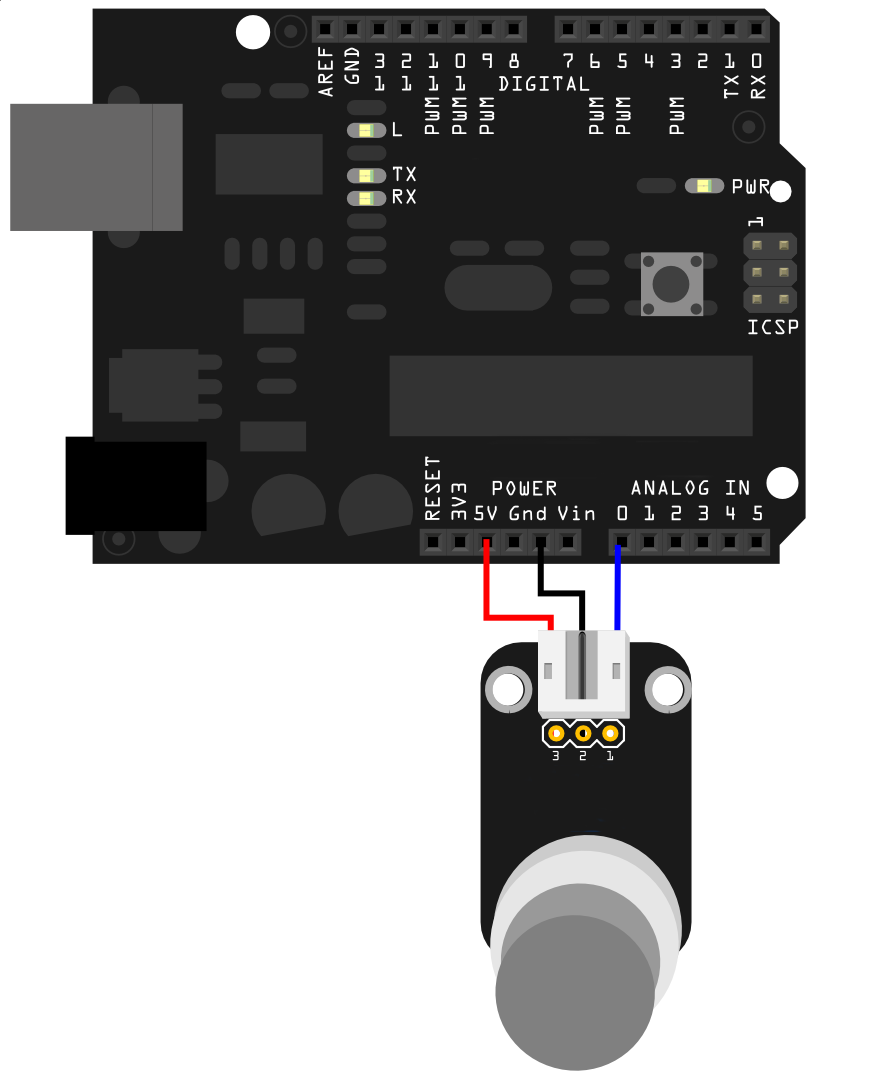 AREF GND 13 12 11 10 9 8 7 6 5 4 3 2 1 0
PWM PWM PWM DIGITAL PWM PWM PWM TX RX
L
TX
RX
PWR
1
ICSP
RESET 3V3 5V Gnd Vin
POWER
ANALOG IN
0 1 2 3 4 5
3 2 1